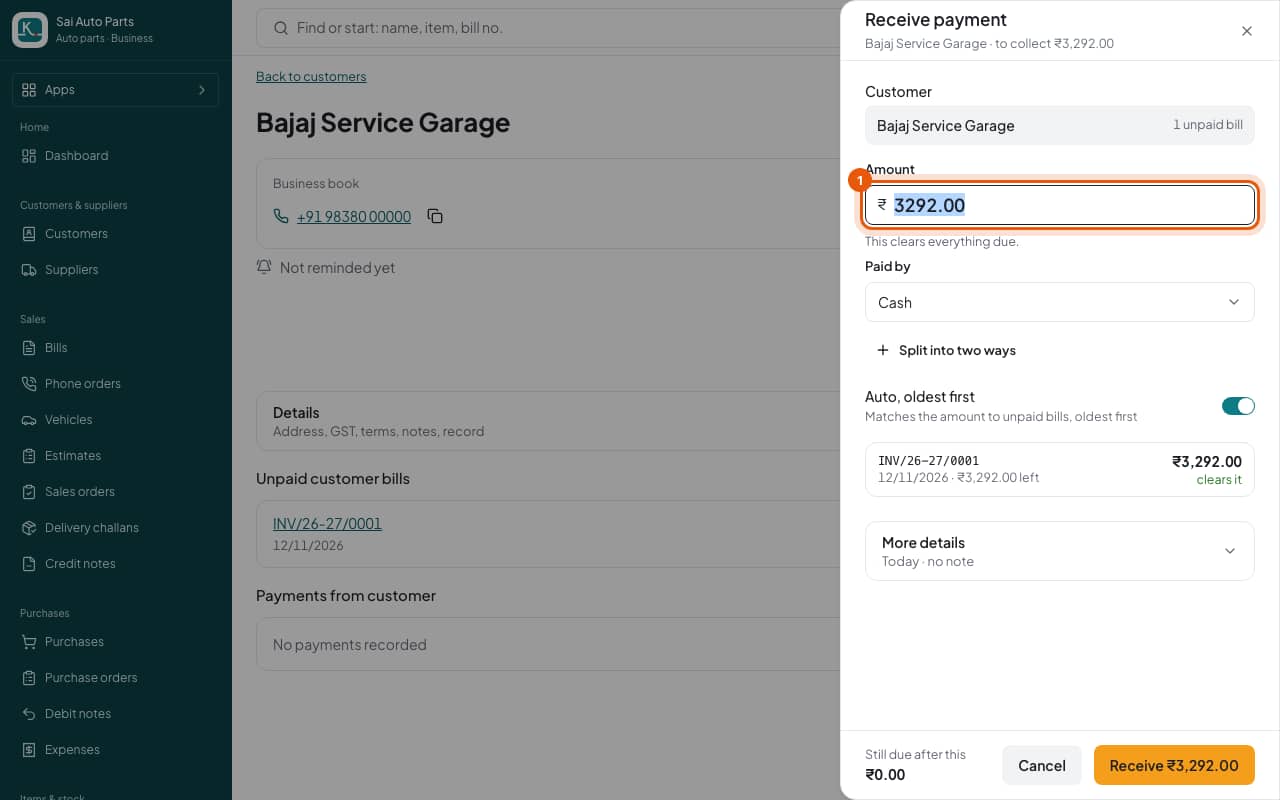 Sai Auto Parts
Auto parts · Business
Apps
Home
Dashboard
Customers & suppliers
Customers
Suppliers
Sales
Bills
Phone orders
Vehicles
Estimates
Sales orders
Delivery challans
Credit notes
Purchases
Purchases
Purchase orders
Debit notes
Expenses
Items & stock
Find or start: name, item, bill no.
Back to customers
Bajaj Service Garage
Business book
+91 98380 00000
Not reminded yet
Details
Address, GST, terms, notes, record
Unpaid customer bills
INV/26-27/0001
12/11/2026
Payments from customer
No payments recorded
Receive payment
Bajaj Service Garage · to collect ₹3,292.00
Customer
Bajaj Service Garage 1 unpaid bill
Amount
1
₹ 3292.00
This clears everything due.
Paid by
Cash
Split into two ways
Auto, oldest first
Matches the amount to unpaid bills, oldest first
INV/26-27/0001 ₹3,292.00
12/11/2026 · ₹3,292.00 left clears it
More details
Today · no note
Still due after this
₹0.00
Cancel
Receive ₹3,292.00